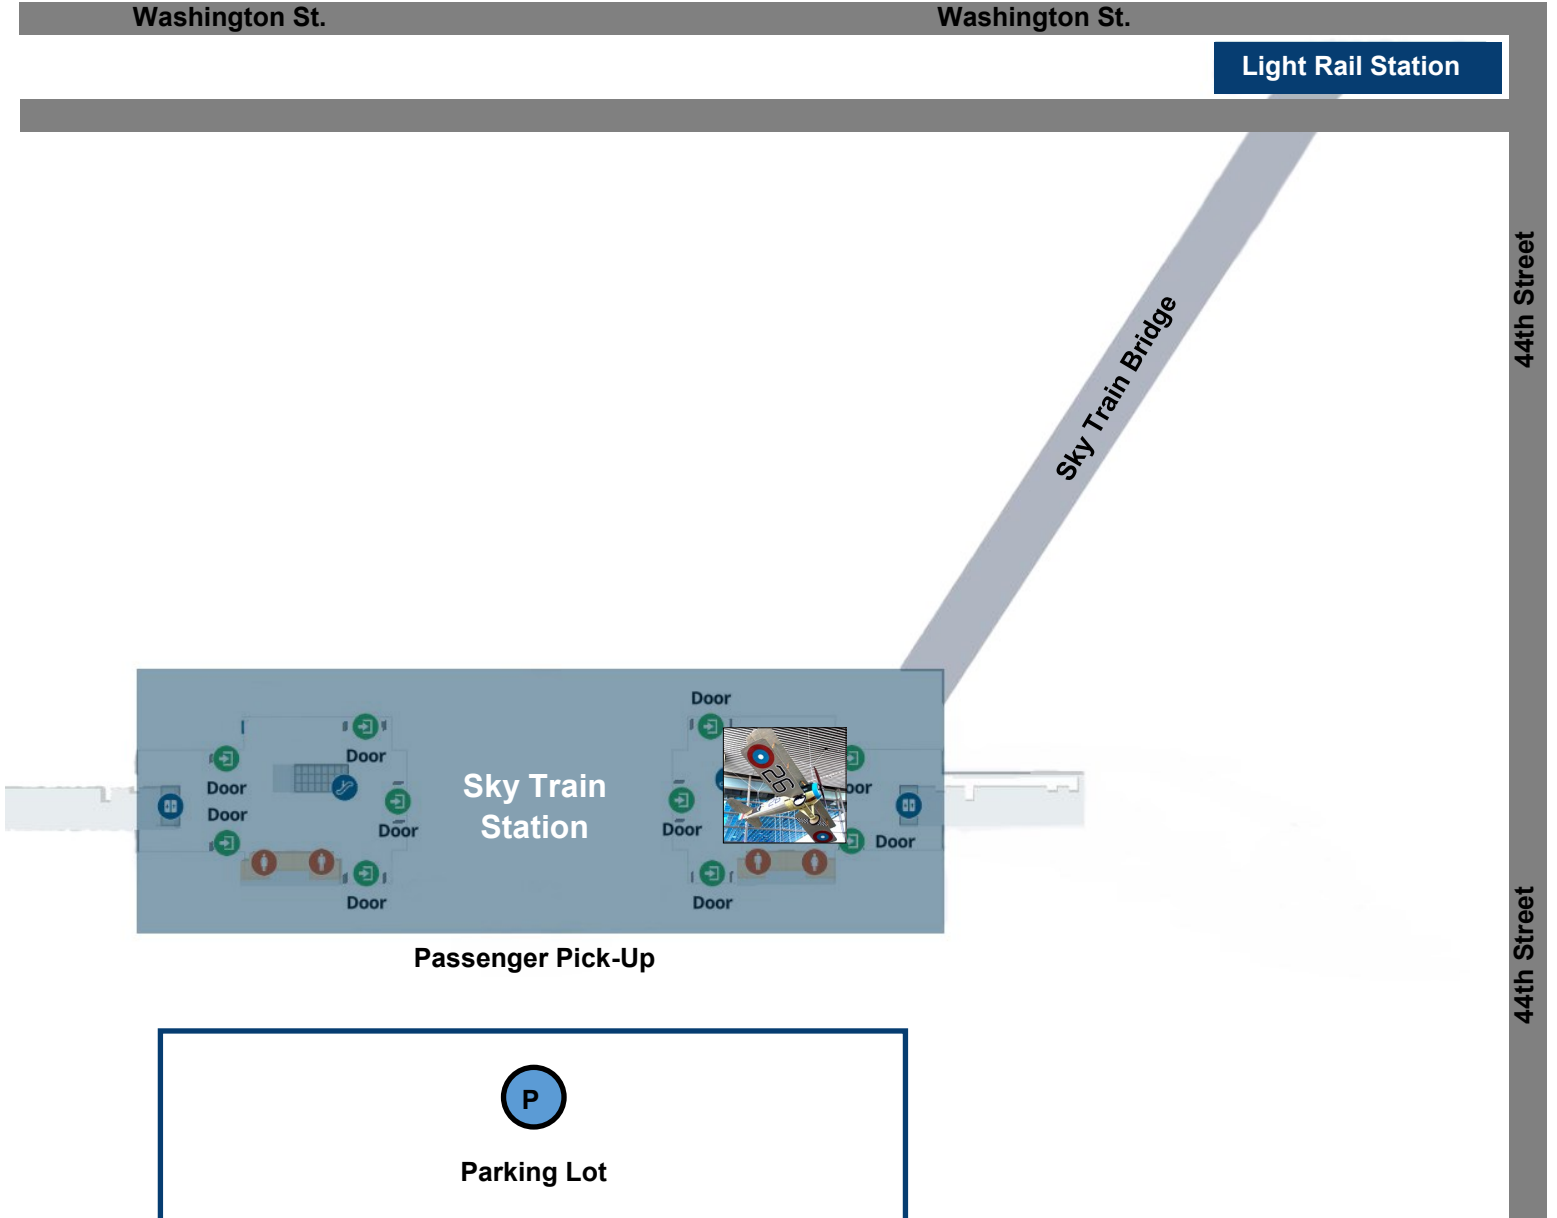 Washington St.
Washington St.
Light Rail Station
44th Street
Sky Train Bridge
Door
Door
Door
Door
Sky Train
Station
Door
Door
Door
Door
Door
Door
26
Passenger Pick-Up
44th Street
P
Parking Lot